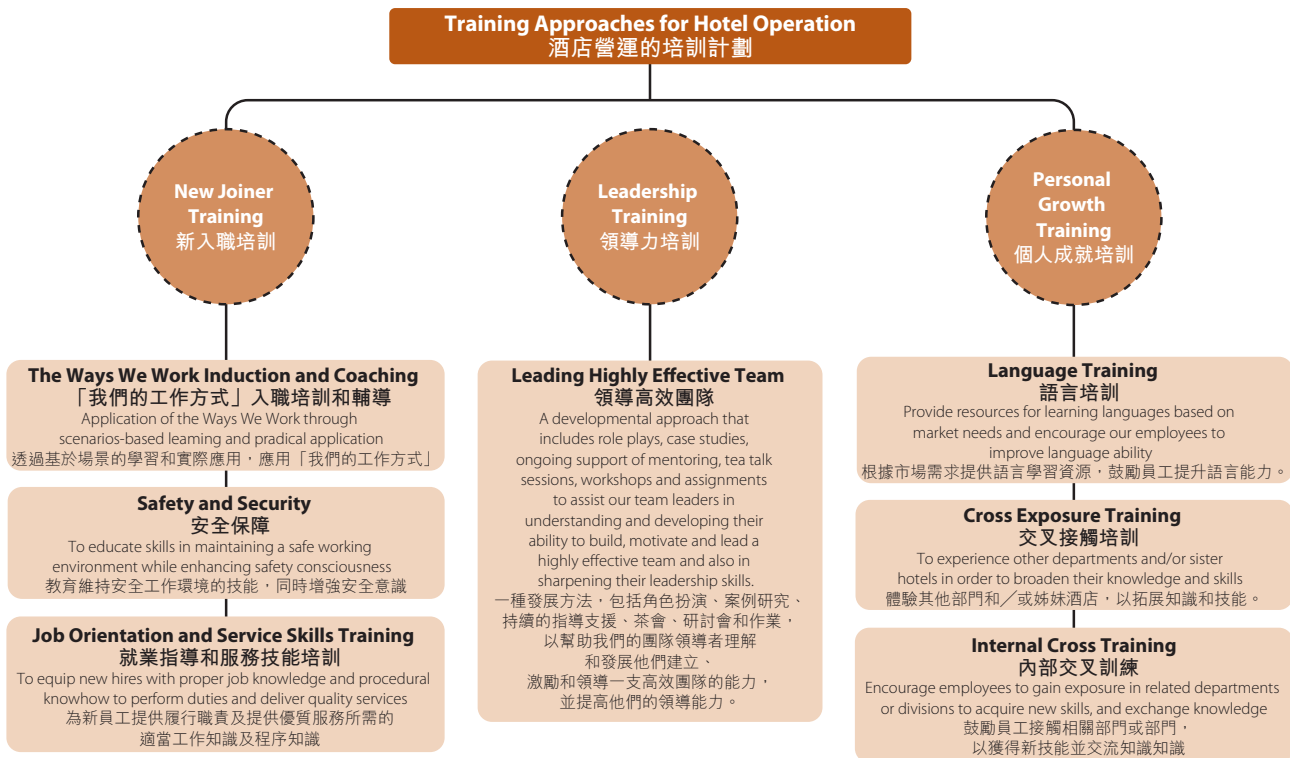 Training Approaches for Hotel Operation
酒店營運的培訓計劃
New Joiner
Training
新入職培訓
The Ways We Work Induction and Coaching
「我們的工作方式」入職培訓和輔導
Application of the Ways We Work through
scenarios-based leaming and pradical application
透過基於場景的學習和實際應用，應用「我們的工作方式」
Safety and Security
安全保障
To educate skills in maintaining a safe working
environment while enhancing safety consciousness
教育維持安全工作環境的技能，同時增強安全意識
Job Orientation and Service Skills Training
就業指導和服務技能培訓
To equip new hires with proper job knowledge and procedural
knowhow to perform duties and deliver quality services
為新員工提供履行職責及提供優質服務所需的
適當工作知識及程序知識
Leadership
Training
領導力培訓
Leading Highly Effective Team
領導高效團隊
A developmental approach that
includes role plays, case studies,
ongoing support of mentoring, tea talk
sessions, workshops and assignments
to assist our team leaders in
understanding and developing their
ability to build, motivate and lead a
highly effective team and also in
sharpening their leadership skills.
一種發展方法，包括角色扮演、案例研究、
持續的指導支援、茶會、研討會和作業，
以幫助我們的團隊領導者理解
和發展他們建立、
激勵和領導一支高效團隊的能力，
並提高他們的領導能力。
Personal
Growth
Training
個人成就培訓
Language Training
語言培訓
Provide resources for learning languages based on
market needs and encourage our employees to
improve language ability
根據市場需求提供語言學習資源，鼓勵員工提升語言能力。
Cross Exposure Training
交叉接觸培訓
To experience other departments and/or sister
hotels in order to broaden their knowledge and skills
體驗其他部門和╱或姊妹酒店，以拓展知識和技能。
Internal Cross Training
內部交叉訓練
Encourage employees to gain exposure in related departments
or divisions to acquire new skills, and exchange knowledge
鼓勵員工接觸相關部門或部門，
以獲得新技能並交流知識知識